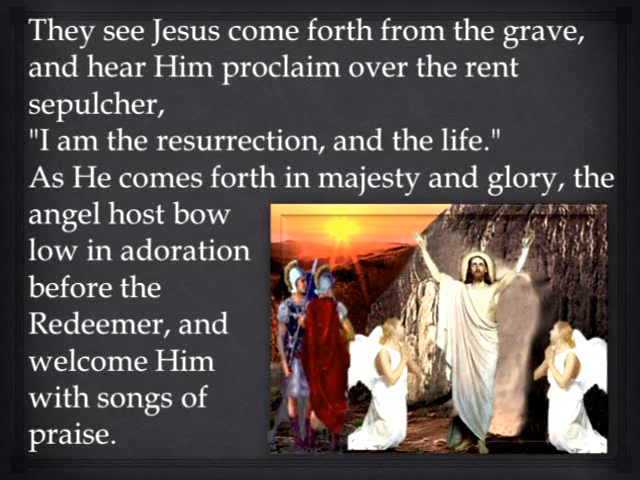 They see Jesus come forth from the grave,
and hear Him proclaim over the rent
sepulcher,
"I am the resurrection, and the life."
As He comes forth in majesty and glory, the
angel host bow
low in adoration
before the
Redeemer, and
welcome Him
with songs of
praise.